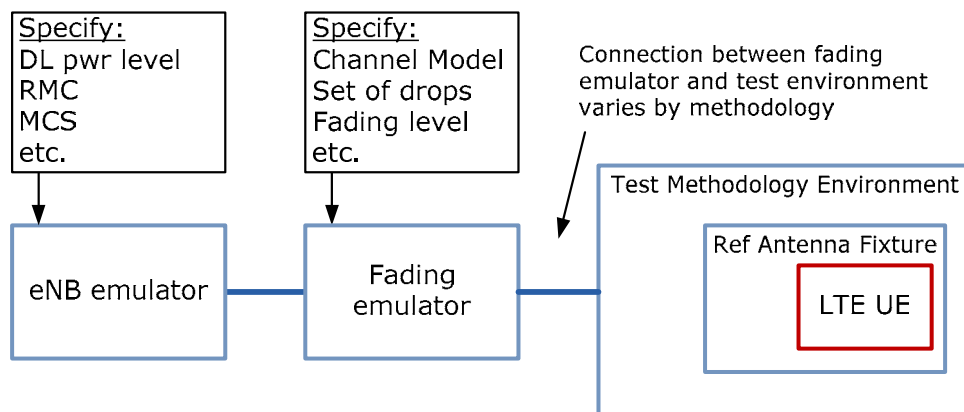 Specify:
DL pwr level
RMC
MCS
etc.
Specify:
Channel Model
Set of drops
Fading level
etc.
Connection between fading
emulator and test environment
varies by methodology
Test Methodology Environment
Ref Antenna Fixture
LTE UE
eNB emulator
Fading
emulator